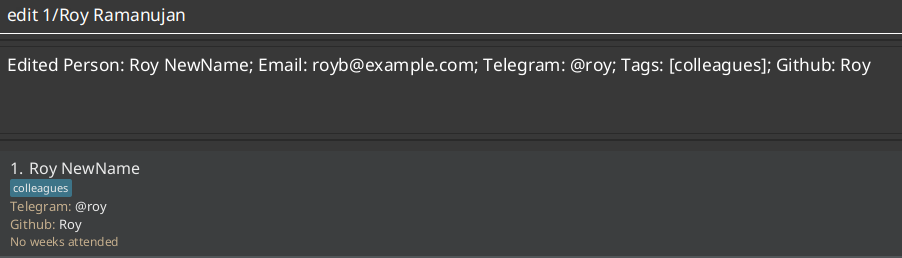 edit 1/Roy Ramanujan
Edited Person: Roy NewName; Email: royb@example.com; Telegram: @roy; Tags: [colleagues]; Github: Roy
1. Roy NewName
colleagues
Telegram: @roy
Github: Roy
No weeks attended